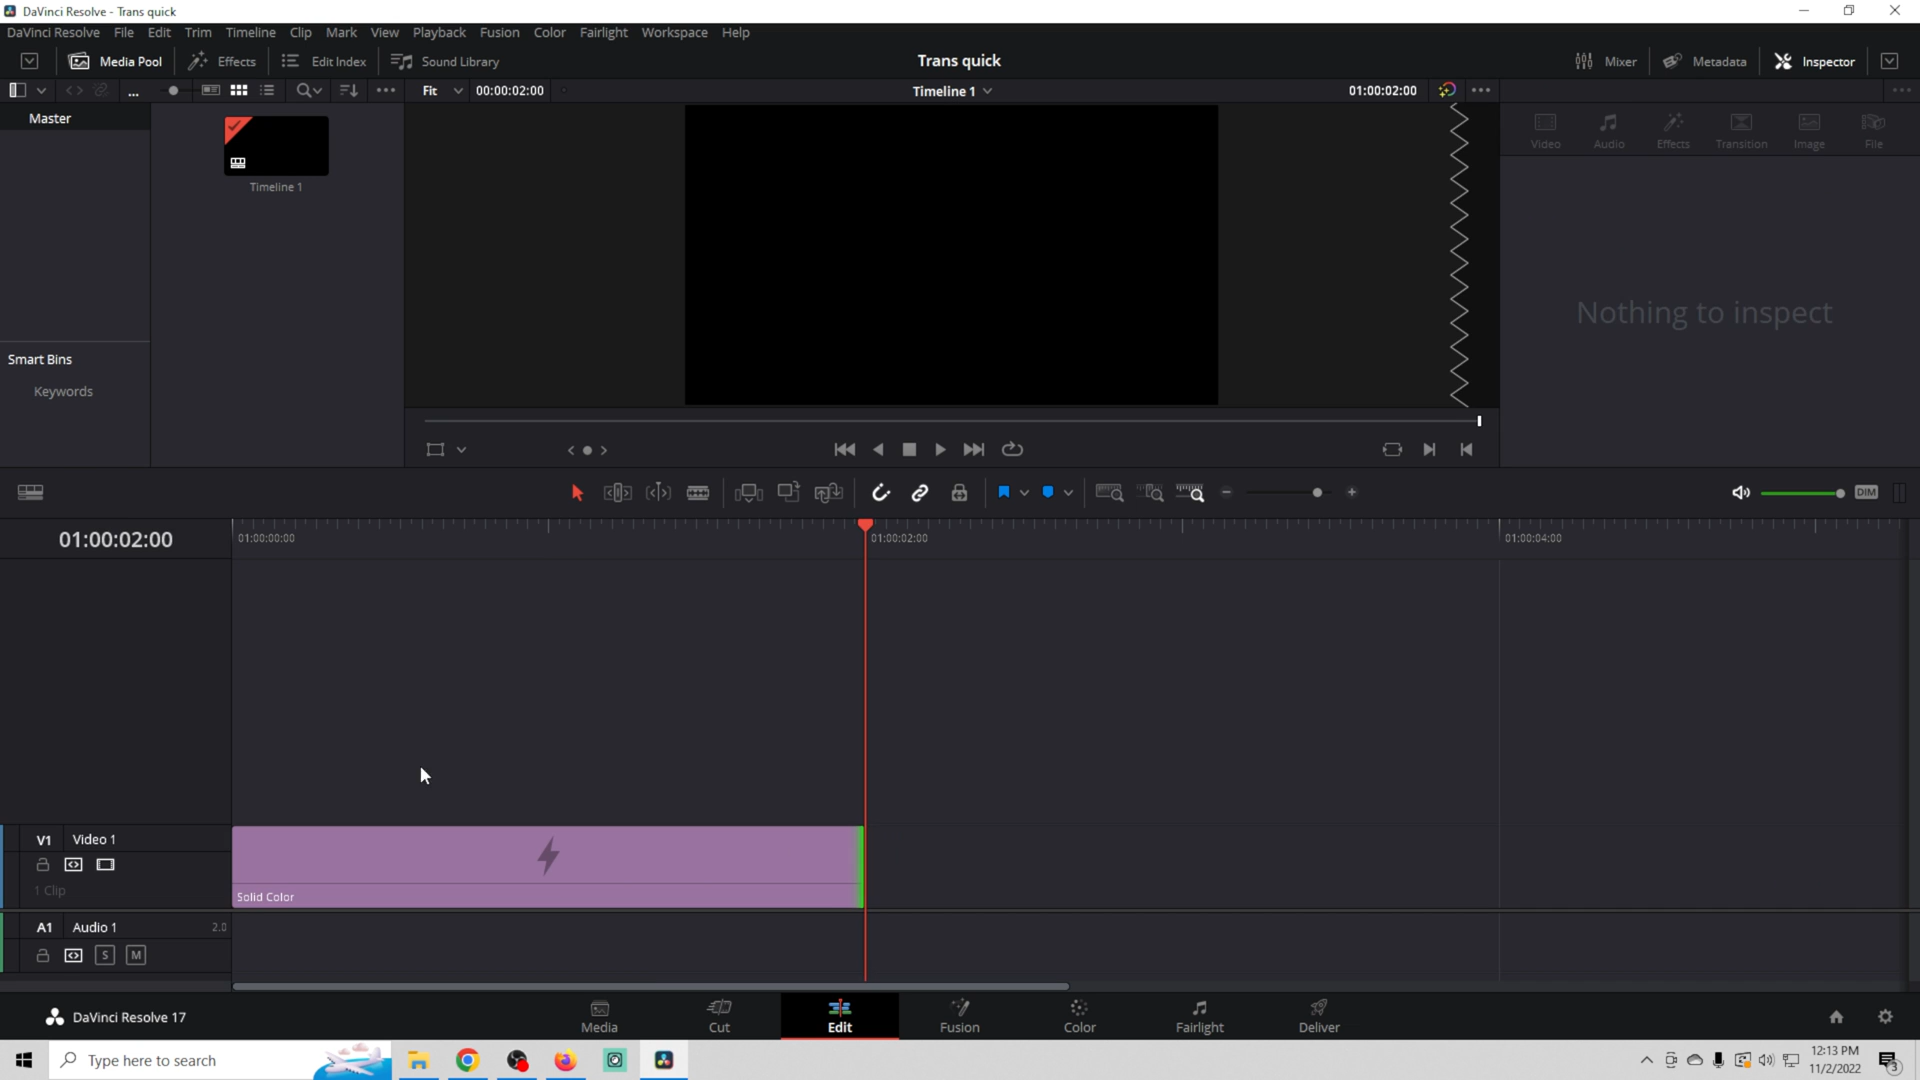 DaVinci Resolve - Trans quick
DaVinci Resolve File Edit Trim Timeline Clip Mark View Playback Fusion Color Fairlight Workspace Help
Media Pool Effects Edit Index Sound Library Trans quick Mixer Metadata Inspector
... Fit 00:00:02:00 Timeline 1 01:00:02:00
Master
Timeline 1
Smart Bins
Keywords
Video Audio Effects Transition Image File
Nothing to inspect
DIM
01:00:02:00 01:00:00:00 01:00:02:00 01:00:04:00
V1 Video 1
1 Clip
Solid Color
A1 Audio 1 2.0
S M
DaVinci Resolve 17 Media Cut Edit Fusion Color Fairlight Deliver
Type here to search
12:13 PM
11/2/2022
3